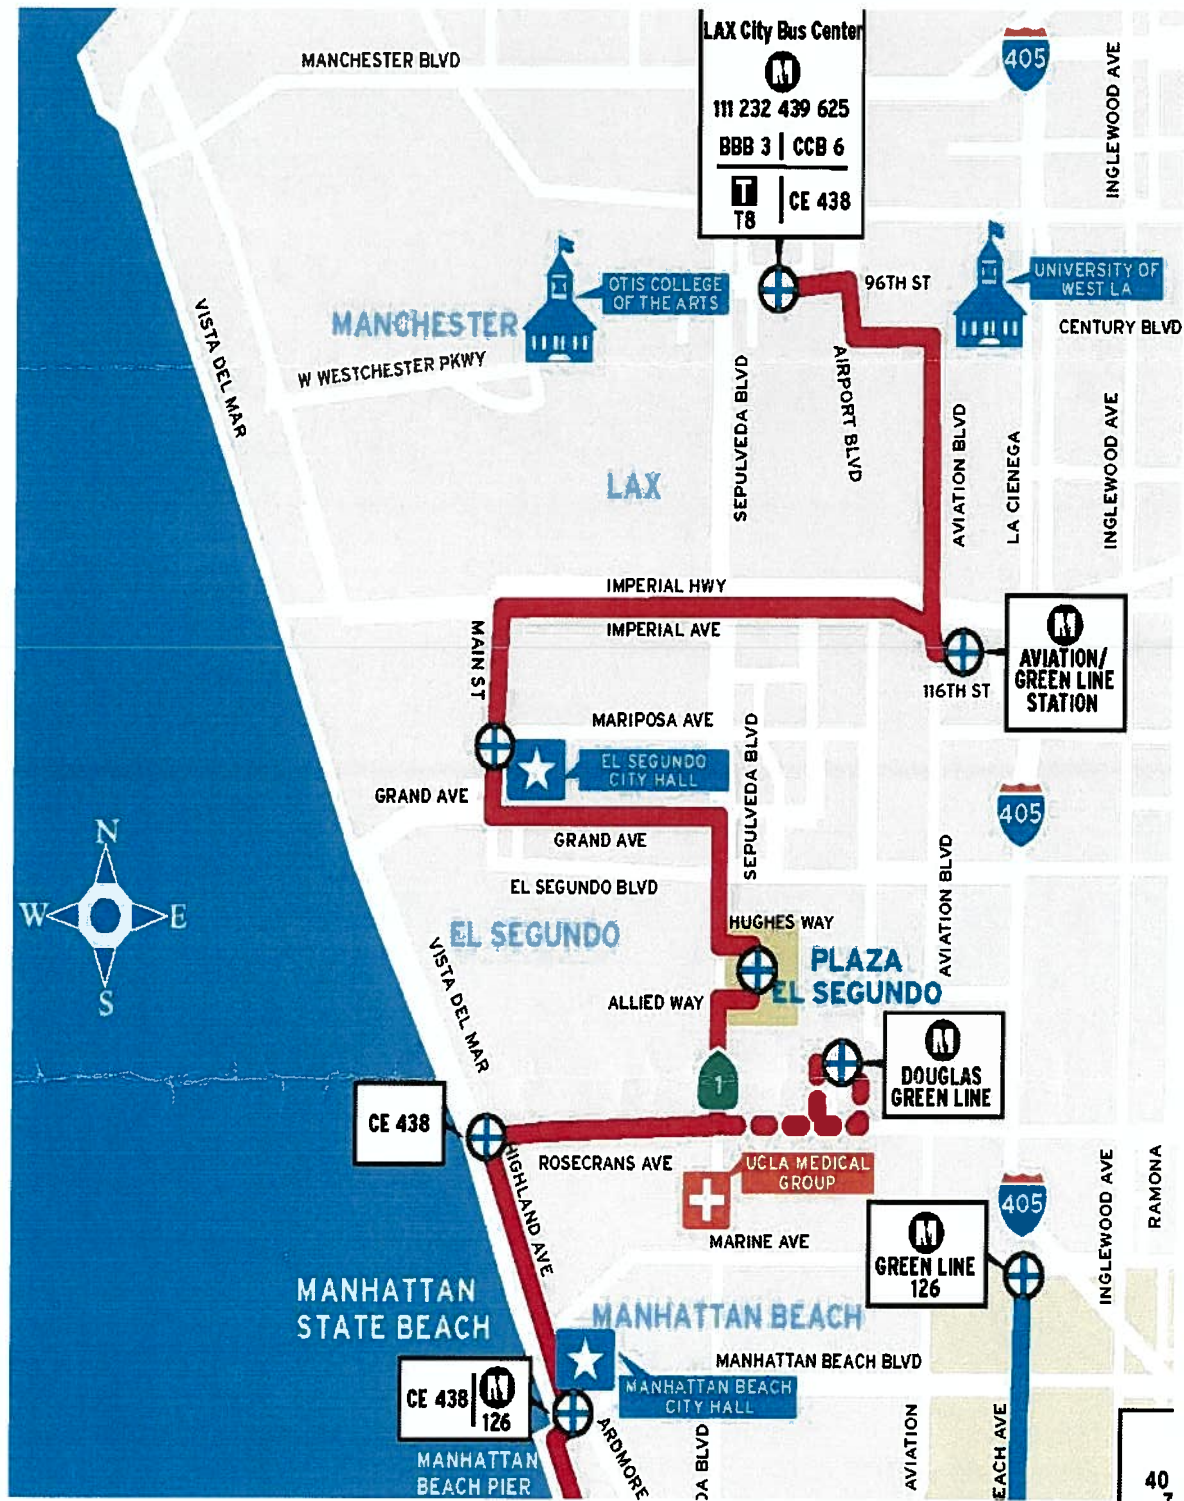 LAX City Bus Center
M
111 232 439 625
BBB 3 | CCB 6
T
T8
CE 438
MANCHESTER BLVD
405
INGLEWOOD AVE
96TH ST
OTIS COLLEGE
OF THE ARTS
UNIVERSITY OF
WEST LA
CENTURY BLVD
MANCHESTER
W WESTCHESTER PKWY
VISTA DEL MAR
SEPULVEDA BLVD
AIRPORT BLVD
AVIATION BLVD
LA CIENEGA
INGLEWOOD AVE
LAX
IMPERIAL HWY
IMPERIAL AVE
MAIN ST
M
AVIATION/
GREEN LINE
STATION
116TH ST
MARIPOSA AVE
SEPULVEDA BLVD
EL SEGUNDO
CITY HALL
GRAND AVE
GRAND AVE
405
EL SEGUNDO BLVD
AVIATION BLVD
N
W
E
S
HUGHES WAY
EL SEGUNDO
VISTA DEL MAR
PLAZA
EL SEGUNDO
ALLIED WAY
M
DOUGLAS
GREEN LINE
1
CE 438
ROSECRANS AVE
HIGHLAND AVE
UCLA MEDICAL
GROUP
405
INGLEWOOD AVE
RAMONA
MARINE AVE
M
GREEN LINE
126
MANHATTAN
STATE BEACH
MANHATTAN BEACH
MANHATTAN BEACH BLVD
MANHATTAN BEACH
CITY HALL
CE 438 | M
126
MANHATTAN
BEACH PIER
ARDMORE
DA BLVD
AVIATION
EACH AVE
40